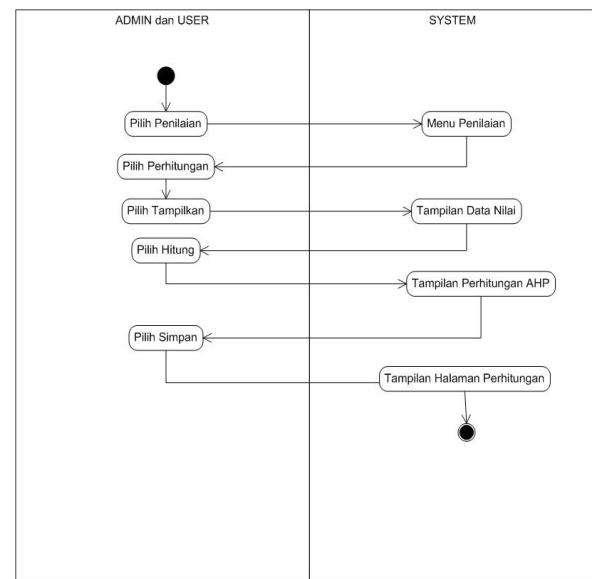 ADMIN dan USER
SYSTEM
Pilih Penilaian
Menu Penilaian
Pilih Perhitungan
Pilih Tampilkan
Tampilan Data Nilai
Pilih Hitung
Tampilan Perhitungan AHP
Pilih Simpan
Tampilan Halaman Perhitungan